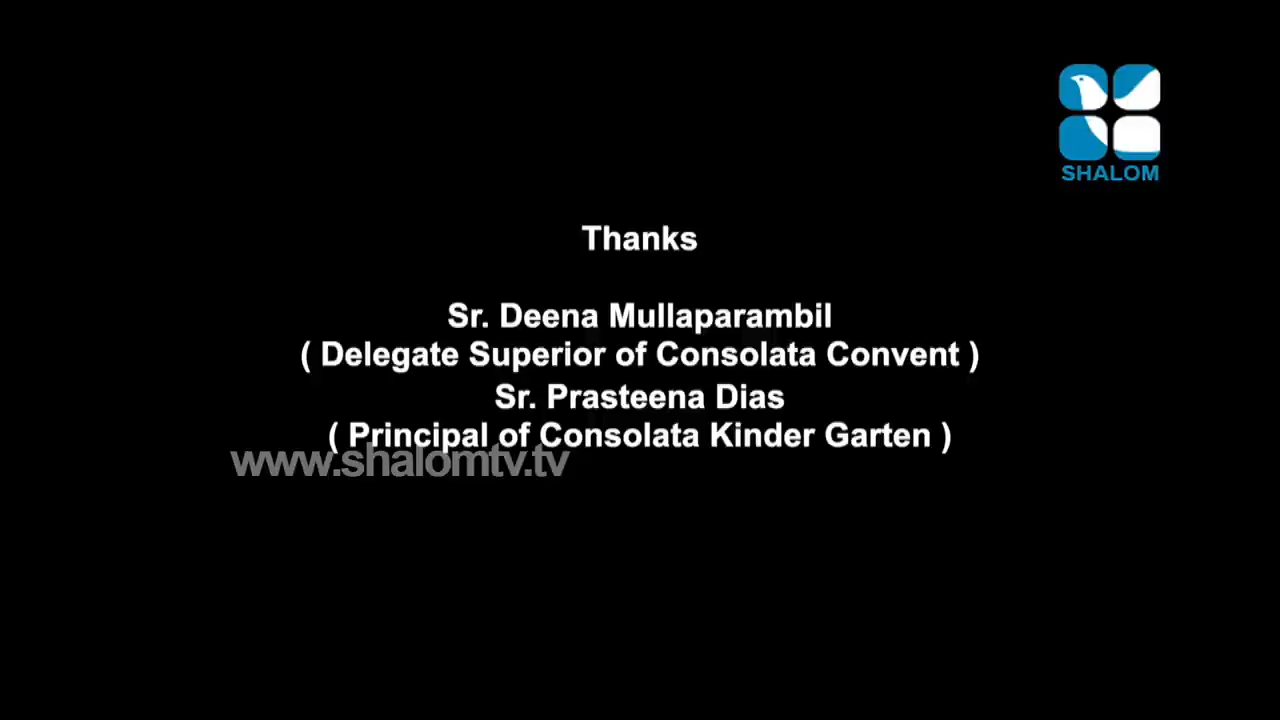 SHALOM
Thanks
Sr. Deena Mullaparambil
( Delegate Superior of Consolata Convent )
Sr. Prasteena Dias
( Principal of Consolata Kinder Garten )
www.shalomtv.tv